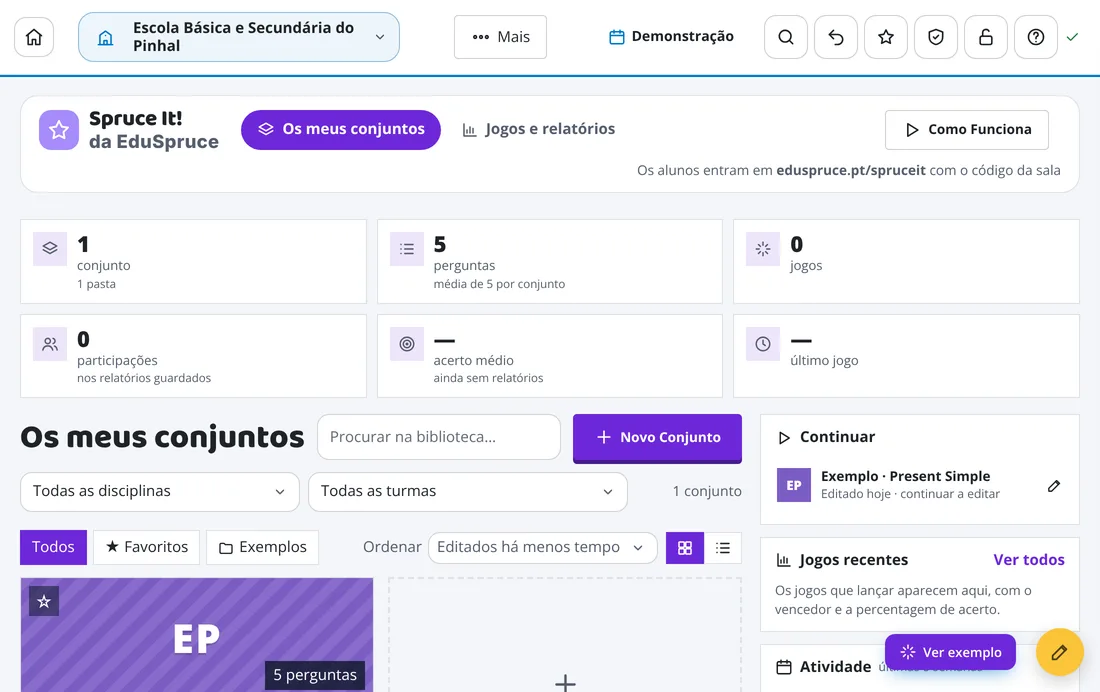 Escola Básica e Secundária do
Pinhal
Mais
Demonstração
Spruce It!
da EduSpruce
Os meus conjuntos
Jogos e relatórios
Como Funciona
Os alunos entram em eduspruce.pt/spruceit com o código da sala
1
conjunto
1 pasta
5
perguntas
média de 5 por conjunto
0
jogos
0
participações
nos relatórios guardados
—
acerto médio
ainda sem relatórios
—
último jogo
Os meus conjuntos
Procurar na biblioteca...
Novo Conjunto
Todas as disciplinas
Todas as turmas
1 conjunto
Todos
Favoritos
Exemplos
Ordenar
Editados há menos tempo
EP
5 perguntas
Continuar
EP
Exemplo · Present Simple
Editado hoje · continuar a editar
Jogos recentes
Ver todos
Os jogos que lançar aparecem aqui, com o
vencedor e a percentagem de acerto.
Ver exemplo
Atividade